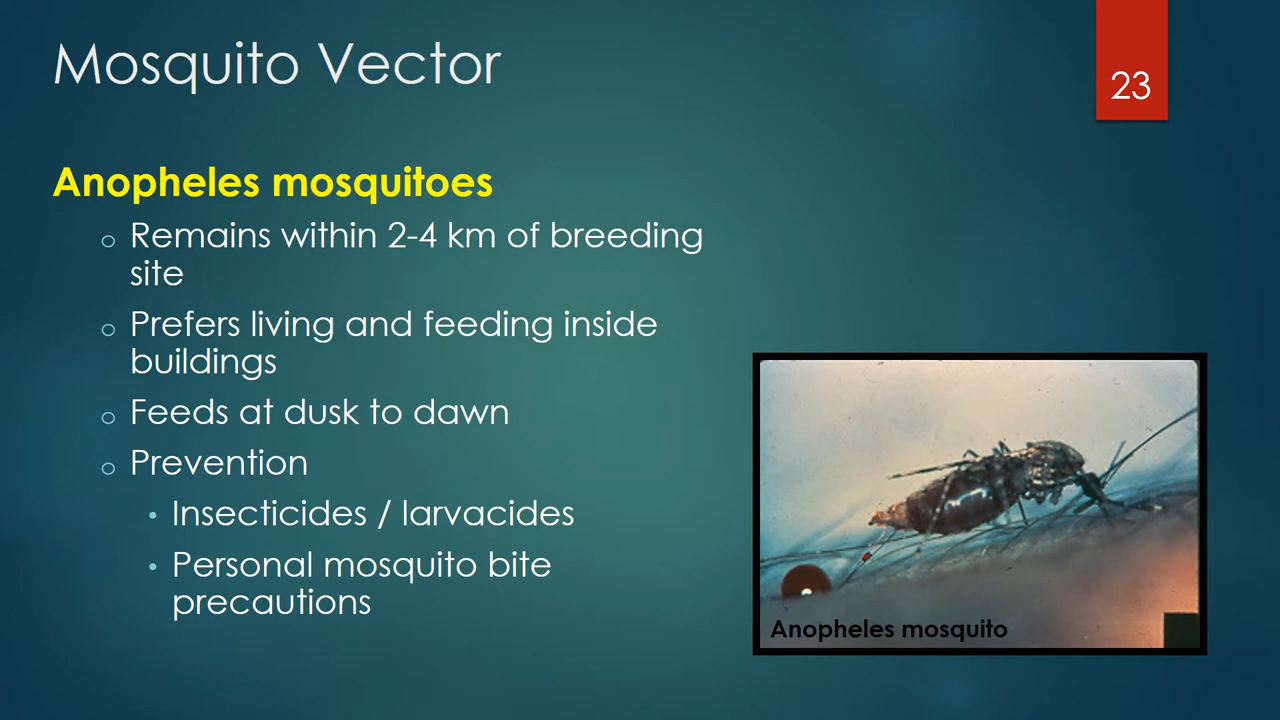 Mosquito Vector
23
Anopheles mosquitoes
o Remains within 2-4 km of breeding
site
o Prefers living and feeding inside
buildings
o Feeds at dusk to dawn
o Prevention
• Insecticides / larvacides
• Personal mosquito bite
precautions
Anopheles mosquito